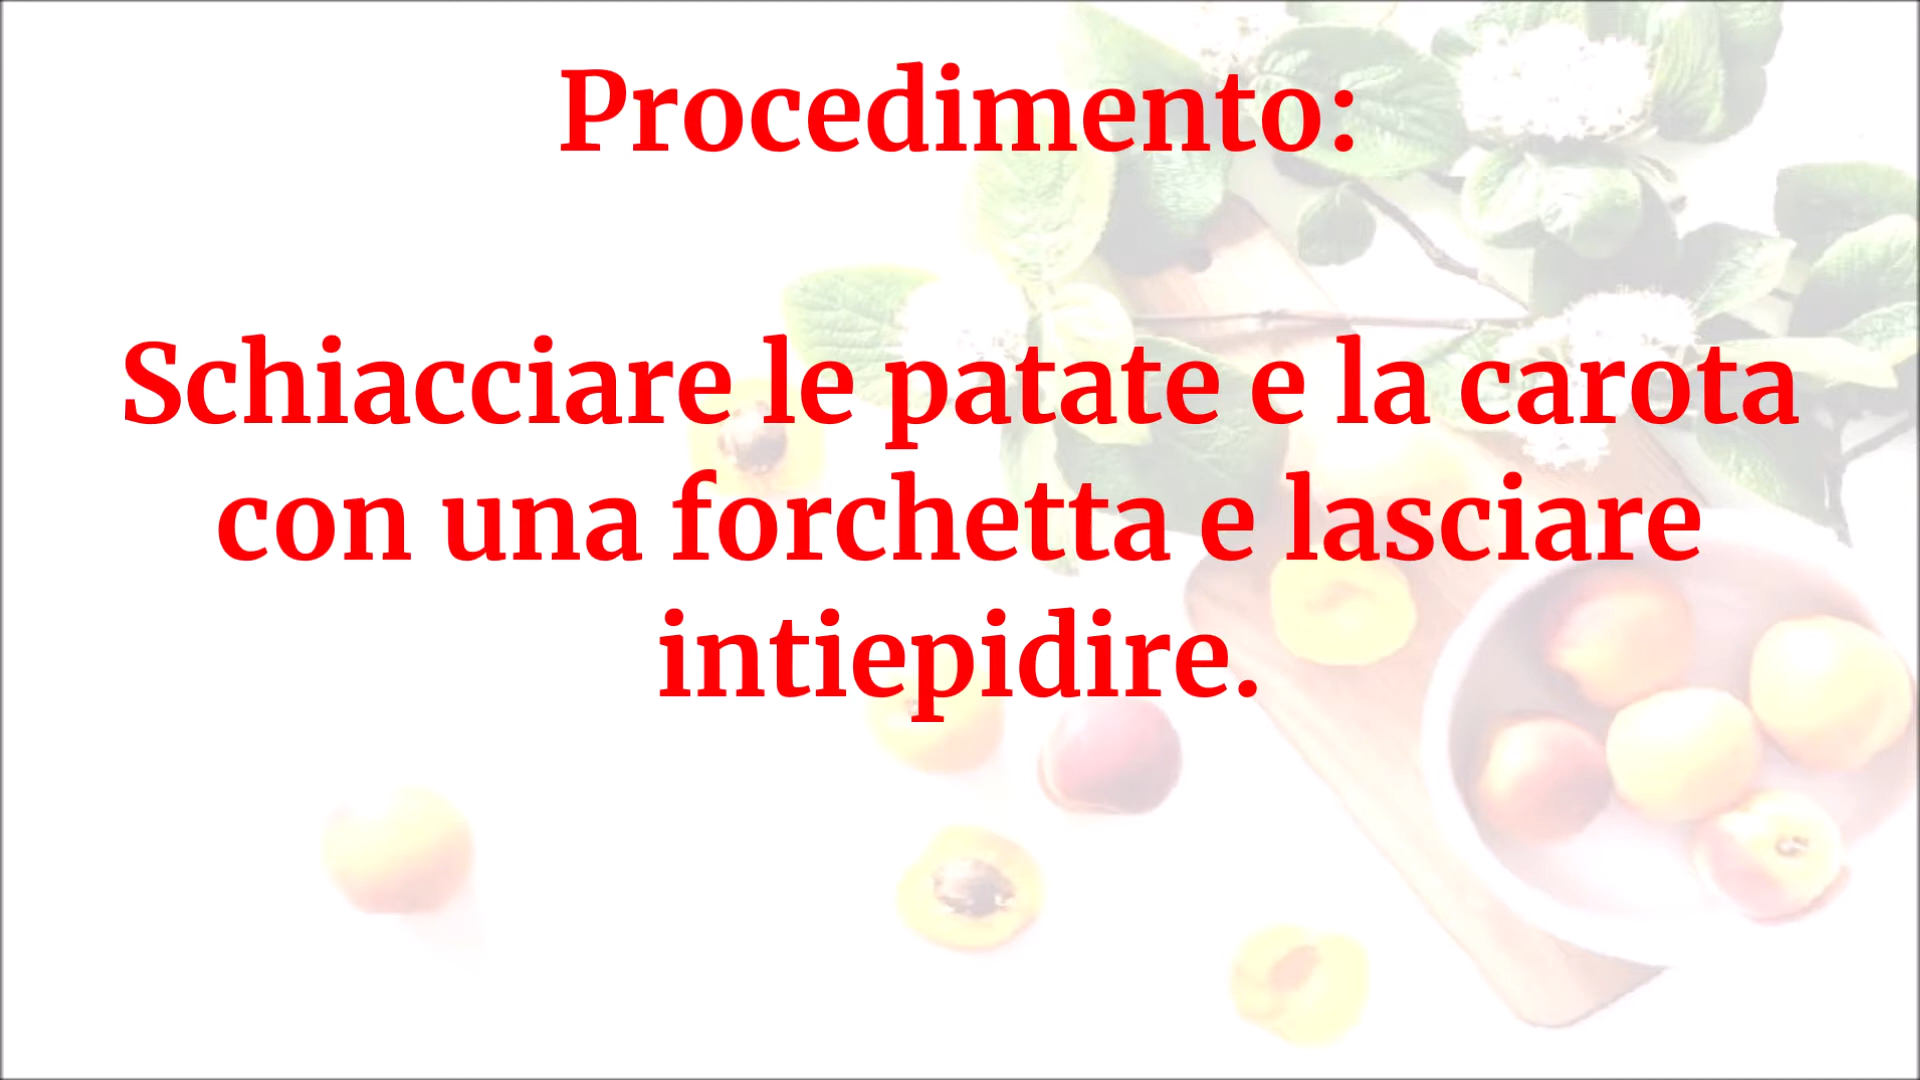 Procedimento:
Schiacciare le patate e la carota
con una forchetta e lasciare
intiepidire.